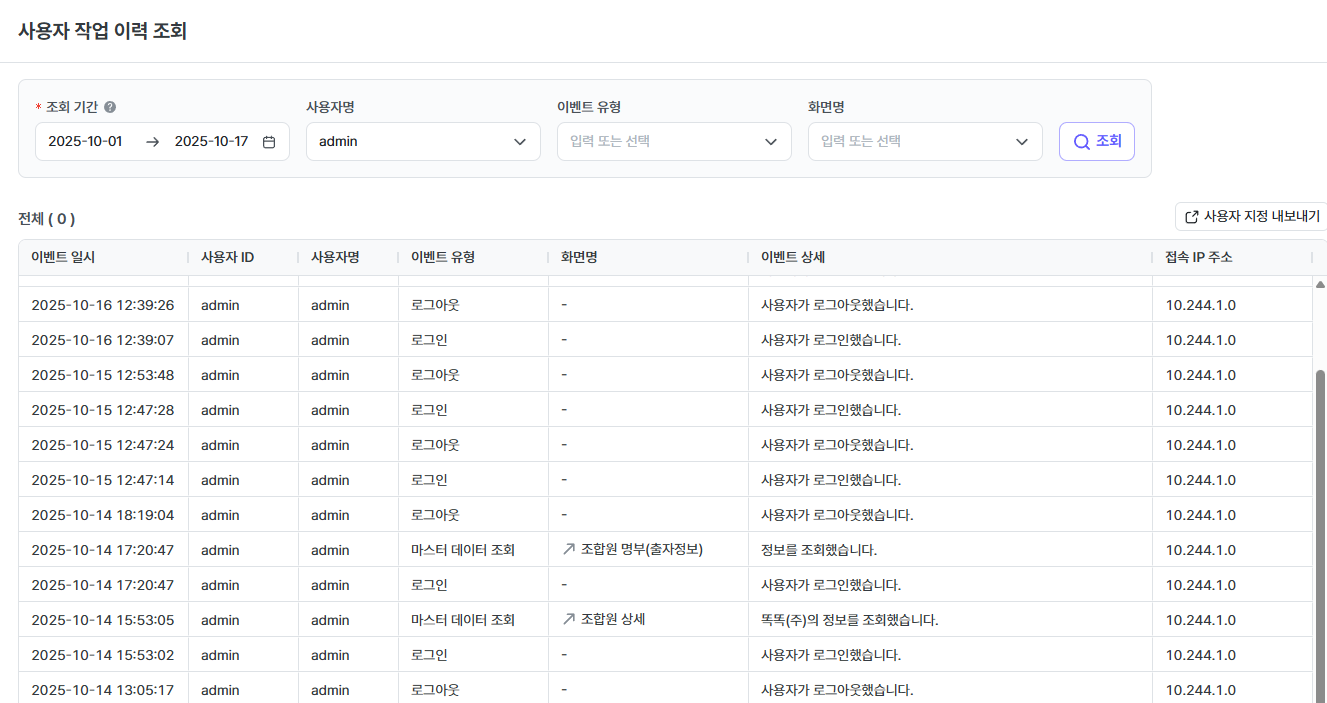 사용자 작업 이력 조회
* 조회 기간 ? 사용자명 이벤트 유형 화면명
2025-10-01 → 2025-10-17 admin 입력 또는 선택 입력 또는 선택 조회
전체 ( 0 ) 사용자 지정 내보내기
이벤트 일시 사용자 ID 사용자명 이벤트 유형 화면명 이벤트 상세 접속 IP 주소
2025-10-16 12:39:26 admin admin 로그아웃 - 사용자가 로그아웃했습니다. 10.244.1.0
2025-10-16 12:39:07 admin admin 로그인 - 사용자가 로그인했습니다. 10.244.1.0
2025-10-15 12:53:48 admin admin 로그아웃 - 사용자가 로그아웃했습니다. 10.244.1.0
2025-10-15 12:47:28 admin admin 로그인 - 사용자가 로그인했습니다. 10.244.1.0
2025-10-15 12:47:24 admin admin 로그아웃 - 사용자가 로그아웃했습니다. 10.244.1.0
2025-10-15 12:47:14 admin admin 로그인 - 사용자가 로그인했습니다. 10.244.1.0
2025-10-14 18:19:04 admin admin 로그아웃 - 사용자가 로그아웃했습니다. 10.244.1.0
2025-10-14 17:20:47 admin admin 마스터 데이터 조회 조합원 명부(출자정보) 정보를 조회했습니다. 10.244.1.0
2025-10-14 17:20:47 admin admin 로그인 - 사용자가 로그인했습니다. 10.244.1.0
2025-10-14 15:53:05 admin admin 마스터 데이터 조회 조합원 상세 똑똑(주)의 정보를 조회했습니다. 10.244.1.0
2025-10-14 15:53:02 admin admin 로그인 - 사용자가 로그인했습니다. 10.244.1.0
2025-10-14 13:05:17 admin admin 로그아웃 - 사용자가 로그아웃했습니다. 10.244.1.0